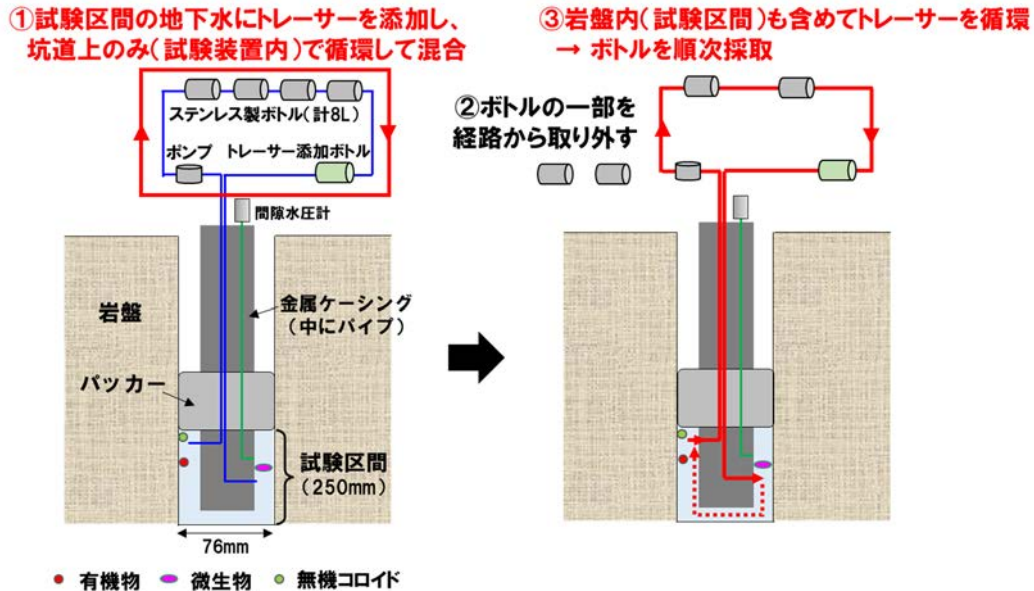 ①試験区間の地下水にトレーサーを添加し、
坑道上のみ(試験装置内)で循環して混合
ステンレス製ボトル(計8L)
ポンプ
トレーサー添加ボトル
間隙水圧計
岩盤
金属ケーシング
(中にパイプ)
パッカー
試験区間
(250mm)
76mm
有機物
微生物
無機コロイド
②ボトルの一部を
経路から取り外す
③岩盤内(試験区間)も含めてトレーサーを循環
→ ボトルを順次採取